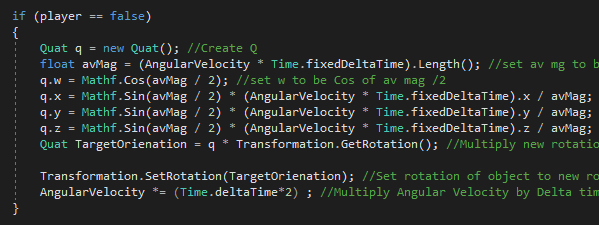 if (player == false)
{
Quat q = new Quat(); //Create Q
float avMag = (AngularVelocity * Time.fixedDeltaTime).Length(); //set av mg to b
q.w = Mathf.Cos(avMag / 2); //set w to be Cos of av mag /2
q.x = Mathf.Sin(avMag / 2) * (AngularVelocity * Time.fixedDeltaTime).x / avMag;
q.y = Mathf.Sin(avMag / 2) * (AngularVelocity * Time.fixedDeltaTime).y / avMag;
q.z = Mathf.Sin(avMag / 2) * (AngularVelocity * Time.fixedDeltaTime).z / avMag;
Quat TargetOrienation = q * Transformation.GetRotation(); //Multiply new rotatio
Transformation.SetRotation(TargetOrienation); //Set rotation of object to new ro
AngularVelocity *= (Time.deltaTime*2) ; //Multiply Angular Velocity by Delta tim
}